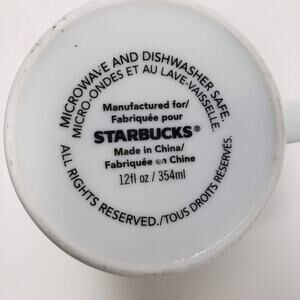 MICROWAVE AND DISHWASHER SAFE.
MICRO-ONDES ET AU LAVE-VAISSELLE.
Manufactured for/
Fabriquée pour
STARBUCKS®
Made in China/
Fabriquée en Chine
12fl oz / 354ml
ALL RIGHTS RESERVED./TOUS DROITS RÉSERVÉS.